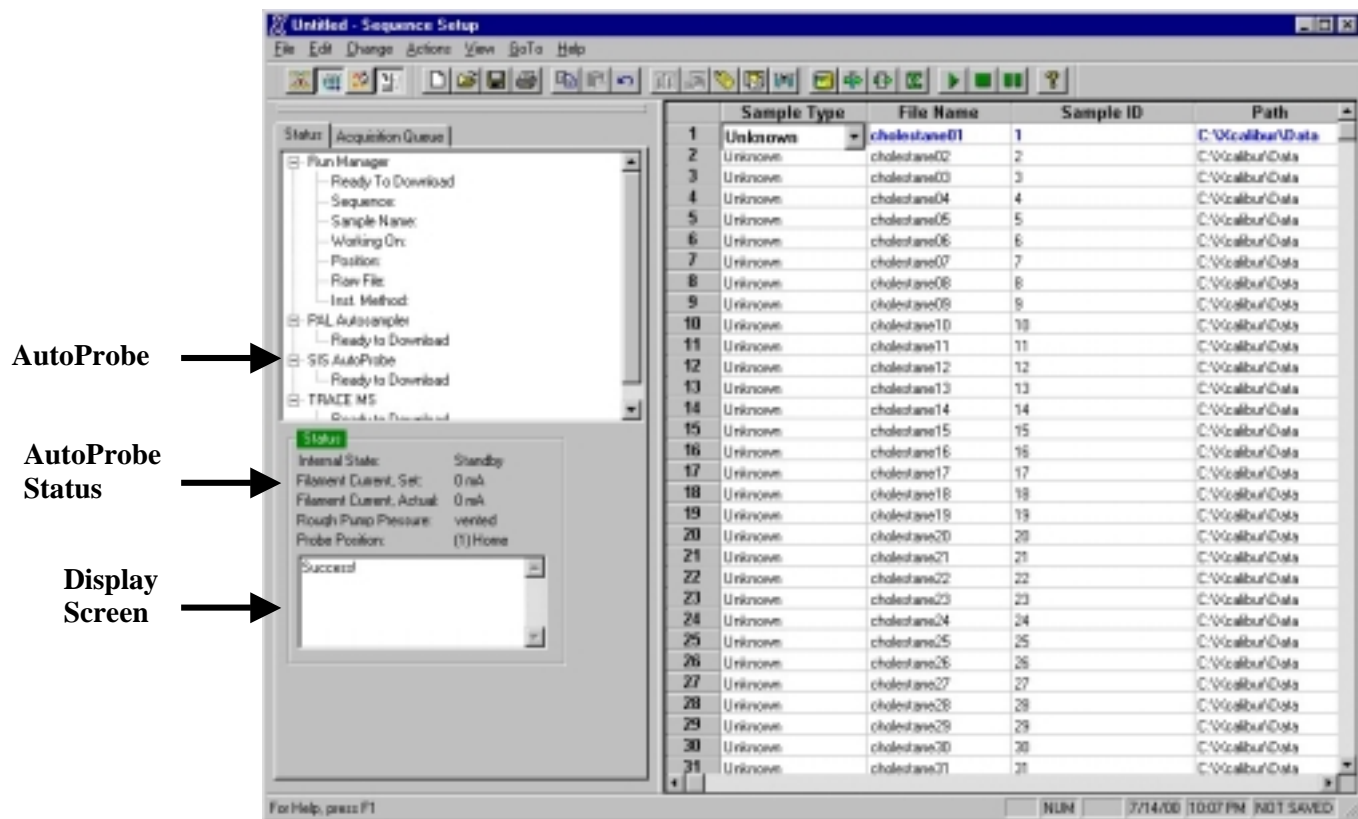 Untitled - Sequence Setup
File Edit Change Actions View GoTo Help
Status Acquisition Queue
Run Manager
Ready To Download
Sequence:
Sample Name:
Working On:
Position:
Raw File:
Inst. Method:
PAL Autosampler
Ready to Download
SIS AutoProbe
Ready to Download
TRACE MS
Ready to Download
AutoProbe
AutoProbe
Status
Display
Screen
Status
Internal State: Standby
Filament Current, Set: 0 mA
Filament Current, Actual: 0 mA
Rough Pump Pressure: vented
Probe Position: (1) Home
Success!
Sample Type File Name Sample ID Path
1 Unknown cholestane01 1 C:\Xcalibur\Data
2 Unknown cholestane02 2 C:\Xcalibur\Data
3 Unknown cholestane03 3 C:\Xcalibur\Data
4 Unknown cholestane04 4 C:\Xcalibur\Data
5 Unknown cholestane05 5 C:\Xcalibur\Data
6 Unknown cholestane06 6 C:\Xcalibur\Data
7 Unknown cholestane07 7 C:\Xcalibur\Data
8 Unknown cholestane08 8 C:\Xcalibur\Data
9 Unknown cholestane09 9 C:\Xcalibur\Data
10 Unknown cholestane10 10 C:\Xcalibur\Data
11 Unknown cholestane11 11 C:\Xcalibur\Data
12 Unknown cholestane12 12 C:\Xcalibur\Data
13 Unknown cholestane13 13 C:\Xcalibur\Data
14 Unknown cholestane14 14 C:\Xcalibur\Data
15 Unknown cholestane15 15 C:\Xcalibur\Data
16 Unknown cholestane16 16 C:\Xcalibur\Data
17 Unknown cholestane17 17 C:\Xcalibur\Data
18 Unknown cholestane18 18 C:\Xcalibur\Data
19 Unknown cholestane19 19 C:\Xcalibur\Data
20 Unknown cholestane20 20 C:\Xcalibur\Data
21 Unknown cholestane21 21 C:\Xcalibur\Data
22 Unknown cholestane22 22 C:\Xcalibur\Data
23 Unknown cholestane23 23 C:\Xcalibur\Data
24 Unknown cholestane24 24 C:\Xcalibur\Data
25 Unknown cholestane25 25 C:\Xcalibur\Data
26 Unknown cholestane26 26 C:\Xcalibur\Data
27 Unknown cholestane27 27 C:\Xcalibur\Data
28 Unknown cholestane28 28 C:\Xcalibur\Data
29 Unknown cholestane29 29 C:\Xcalibur\Data
30 Unknown cholestane30 30 C:\Xcalibur\Data
31 Unknown cholestane31 31 C:\Xcalibur\Data
For Help, press F1 NUM 7/14/00 10:07 PM NOT SAVED